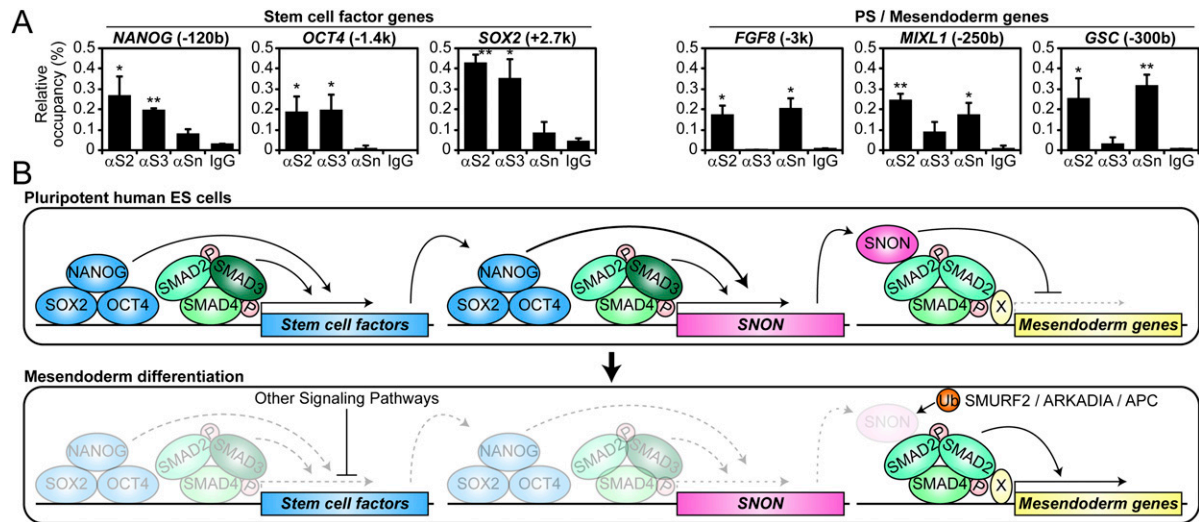 A
Stem cell factor genes
PS / Mesendoderm genes
NANOG (-120b)
OCT4 (-1.4k)
SOX2 (+2.7k)
FGF8 (-3k)
MIXL1 (-250b)
GSC (-300b)
Relative
occupancy (%)
0.5 0.5 0.5 0.5 0.5 0.5
0.4 0.4 0.4 0.4 0.4 0.4
0.3 0.3 0.3 0.3 0.3 0.3
0.2 0.2 0.2 0.2 0.2 0.2
0.1 0.1 0.1 0.1 0.1 0.1
0 0 0 0 0 0
* ** * * ** * * * ** * * **
αS2 αS3 αSn IgG αS2 αS3 αSn IgG αS2 αS3 αSn IgG αS2 αS3 αSn IgG αS2 αS3 αSn IgG αS2 αS3 αSn IgG
B
Pluripotent human ES cells
NANOG SOX2 OCT4 P SMAD2 SMAD3 SMAD4 P Stem cell factors
NANOG SOX2 OCT4 P SMAD2 SMAD3 SMAD4 P SNON
SNON P SMAD2 SMAD2 SMAD4 P X Mesendoderm genes
Mesendoderm differentiation
Other Signaling Pathways
NANOG SOX2 OCT4 P SMAD2 SMAD3 SMAD4 P Stem cell factors
NANOG SOX2 OCT4 P SMAD2 SMAD3 SMAD4 P SNON
SNON Ub SMURF2 / ARKADIA / APC
P SMAD2 SMAD2 SMAD4 P X Mesendoderm genes